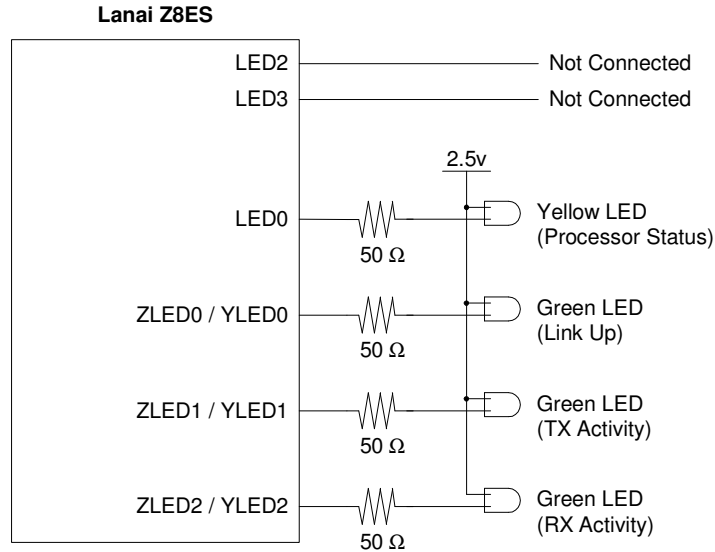 Lanai Z8ES
LED2
Not Connected
LED3
Not Connected
2.5v
LED0
50 Ω
Yellow LED
(Processor Status)
ZLED0 / YLED0
50 Ω
Green LED
(Link Up)
ZLED1 / YLED1
50 Ω
Green LED
(TX Activity)
ZLED2 / YLED2
50 Ω
Green LED
(RX Activity)